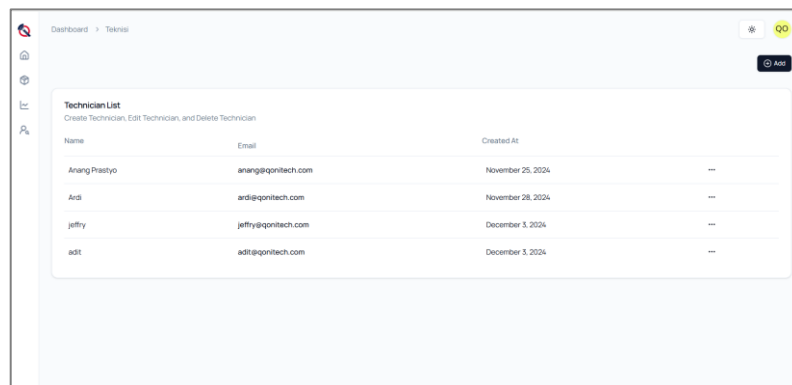 Dashboard > Teknisi
QO
Add
Technician List
Create Technician, Edit Technician, and Delete Technician
Name Email Created At
Anang Prastyo anang@qonitech.com November 25, 2024 ...
Ardi ardi@qonitech.com November 28, 2024 ...
jeffry jeffry@qonitech.com December 3, 2024 ...
adit adit@qonitech.com December 3, 2024 ...